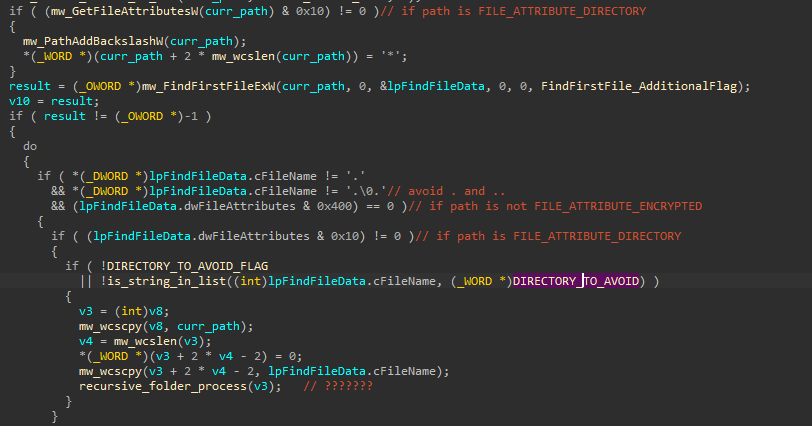 if ( (mw_GetFileAttributesW(curr_path) & 0x10) != 0 )// if path is FILE_ATTRIBUTE_DIRECTORY
{
mw_PathAddBackslashW(curr_path);
*(_WORD *)(curr_path + 2 * mw_wcslen(curr_path)) = '*';
}
result = (_OWORD *)mw_FindFirstFileExW(curr_path, 0, &lpFindFileData, 0, 0, FindFirstFile_AdditionalFlag);
v10 = result;
if ( result != (_OWORD *)-1 )
{
do
{
if ( *(_DWORD *)lpFindFileData.cFileName != '.'
&& *(_DWORD *)lpFindFileData.cFileName != '.\0.'// avoid . and ..
&& (lpFindFileData.dwFileAttributes & 0x400) == 0 )// if path is not FILE_ATTRIBUTE_ENCRYPTED
{
if ( (lpFindFileData.dwFileAttributes & 0x10) != 0 )// if path is FILE_ATTRIBUTE_DIRECTORY
{
if ( !DIRECTORY_TO_AVOID_FLAG
|| !is_string_in_list((int)lpFindFileData.cFileName, (_WORD *)DIRECTORY_TO_AVOID) )
{
v3 = (int)v8;
mw_wcscpy(v8, curr_path);
v4 = mw_wcslen(v3);
*(_WORD *)(v3 + 2 * v4 - 2) = 0;
mw_wcscpy(v3 + 2 * v4 - 2, lpFindFileData.cFileName);
recursive_folder_process(v3); // ???????
}
}